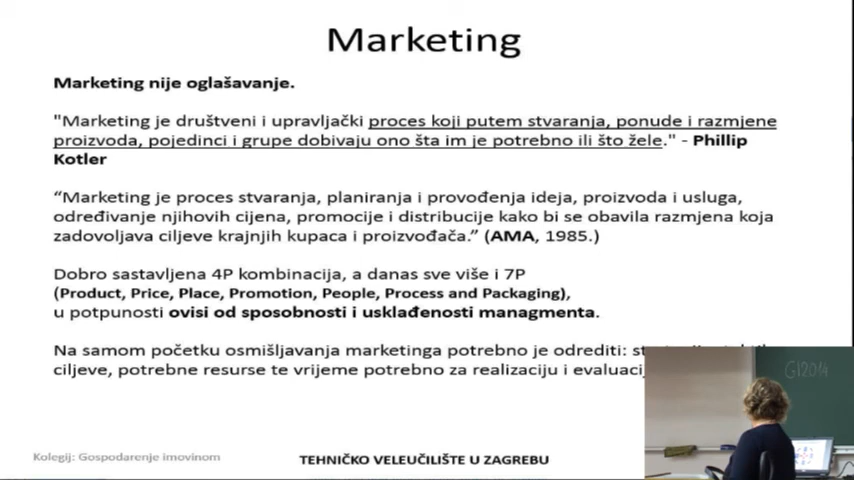 Marketing
Marketing nije oglašavanje.
"Marketing je društveni i upravljački proces koji putem stvaranja, ponude i razmjene
proizvoda, pojedinci i grupe dobivaju ono šta im je potrebno ili što žele." - Phillip
Kotler
“Marketing je proces stvaranja, planiranja i provođenja ideja, proizvoda i usluga,
određivanje njihovih cijena, promocije i distribucije kako bi se obavila razmjena koja
zadovoljava ciljeve krajnjih kupaca i proizvođača.” (AMA, 1985.)
Dobro sastavljena 4P kombinacija, a danas sve više i 7P
(Product, Price, Place, Promotion, People, Process and Packaging),
u potpunosti ovisi od sposobnosti i usklađenosti managmenta.
Na samom početku osmišljavanja marketinga potrebno je odrediti:
ciljeve, potrebne resurse te vrijeme potrebno za realizaciju i
GI2014
Kolegij: Gospodarenje imovinom
TEHNIČKO VELEUČILIŠTE U ZAGREBU